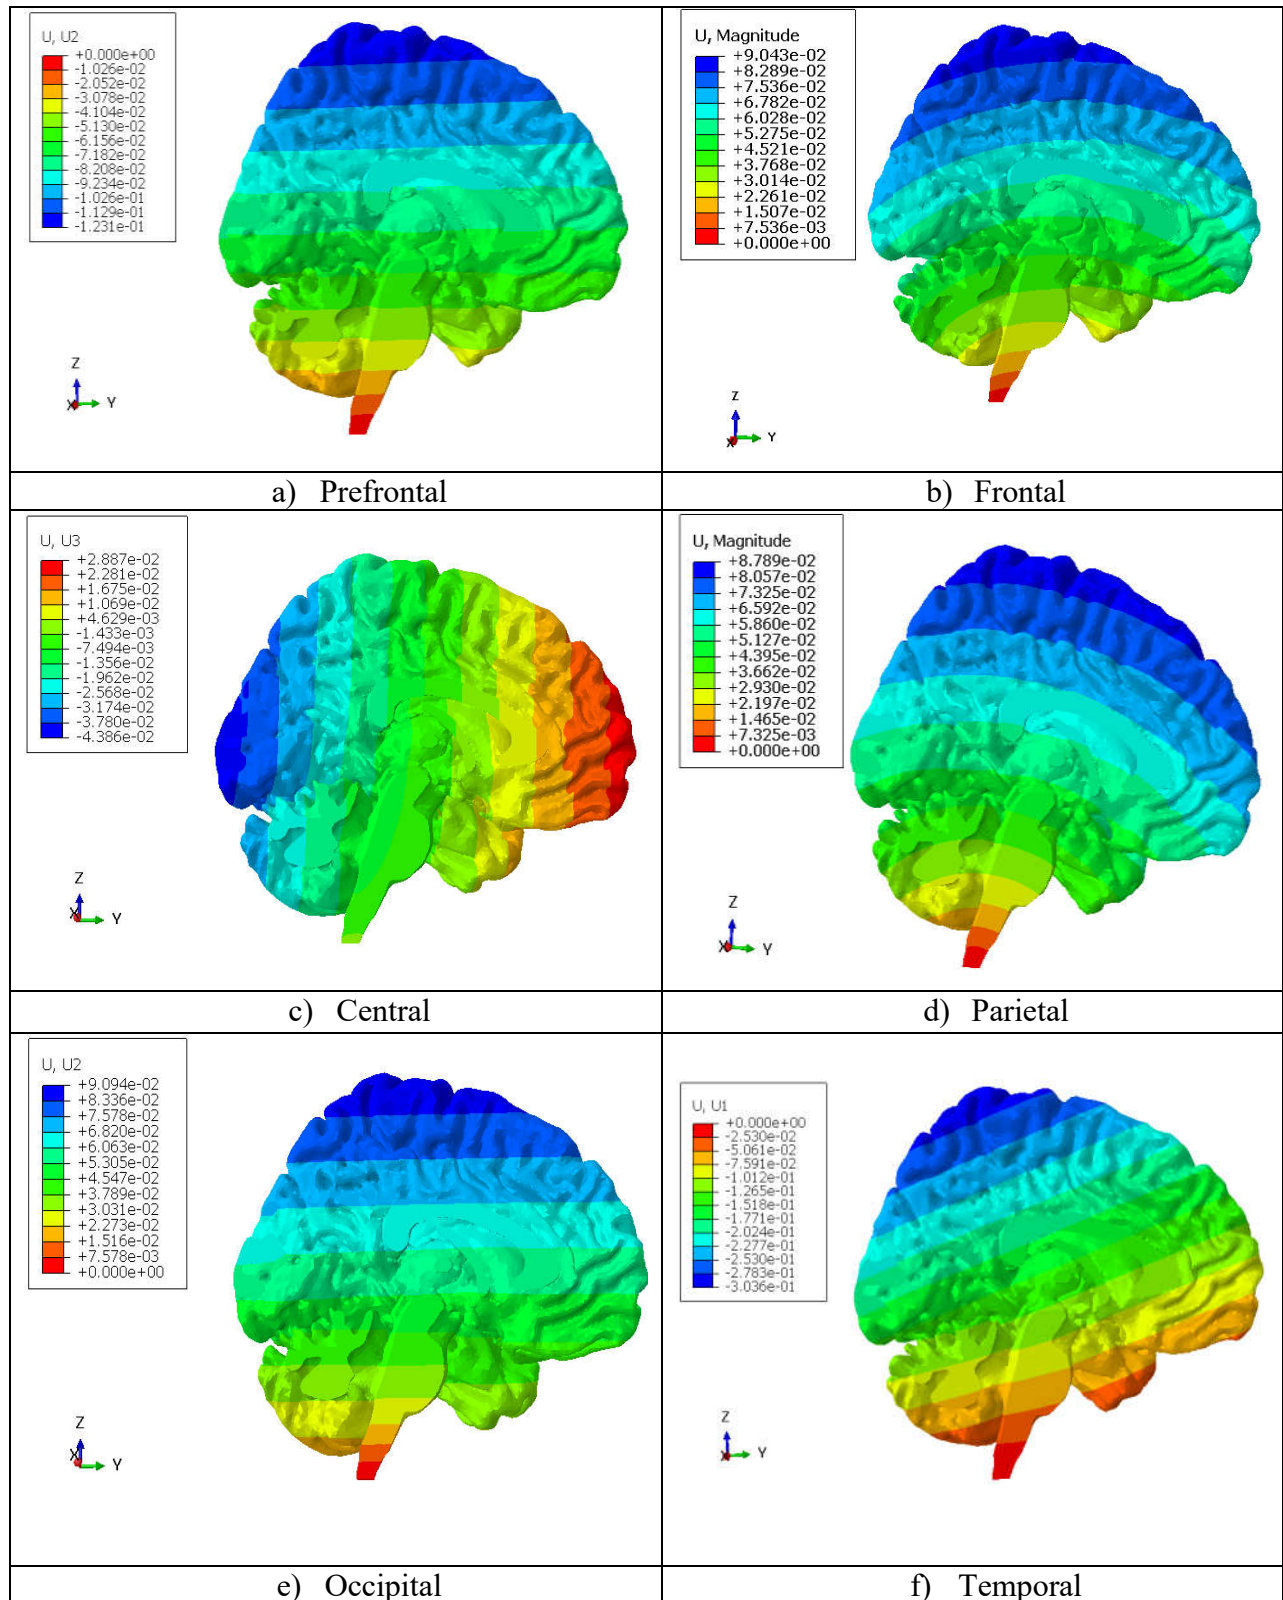 U, U2
+0.000e+00
-1.026e-02
-2.052e-02
-3.078e-02
-4.104e-02
-5.130e-02
-6.156e-02
-7.182e-02
-8.208e-02
-9.234e-02
-1.026e-01
-1.129e-01
-1.231e-01
Z
X Y
U, Magnitude
+9.043e-02
+8.289e-02
+7.536e-02
+6.782e-02
+6.028e-02
+5.275e-02
+4.521e-02
+3.768e-02
+3.014e-02
+2.261e-02
+1.507e-02
+7.536e-03
+0.000e+00
Z
X Y
a) Prefrontal
b) Frontal
U, U3
+2.887e-02
+2.281e-02
+1.675e-02
+1.069e-02
+4.629e-03
-1.433e-03
-7.494e-03
-1.356e-02
-1.962e-02
-2.568e-02
-3.174e-02
-3.780e-02
-4.386e-02
Z
X Y
U, Magnitude
+8.789e-02
+8.057e-02
+7.325e-02
+6.592e-02
+5.860e-02
+5.127e-02
+4.395e-02
+3.662e-02
+2.930e-02
+2.197e-02
+1.465e-02
+7.325e-03
+0.000e+00
Z
X Y
c) Central
d) Parietal
U, U2
+9.094e-02
+8.336e-02
+7.578e-02
+6.820e-02
+6.063e-02
+5.305e-02
+4.547e-02
+3.789e-02
+3.031e-02
+2.273e-02
+1.516e-02
+7.578e-03
+0.000e+00
Z
X Y
U, U1
+0.000e+00
-2.530e-02
-5.061e-02
-7.591e-02
-1.012e-01
-1.265e-01
-1.518e-01
-1.771e-01
-2.024e-01
-2.277e-01
-2.530e-01
-2.783e-01
-3.036e-01
Z
X Y
e) Occipital
f) Temporal